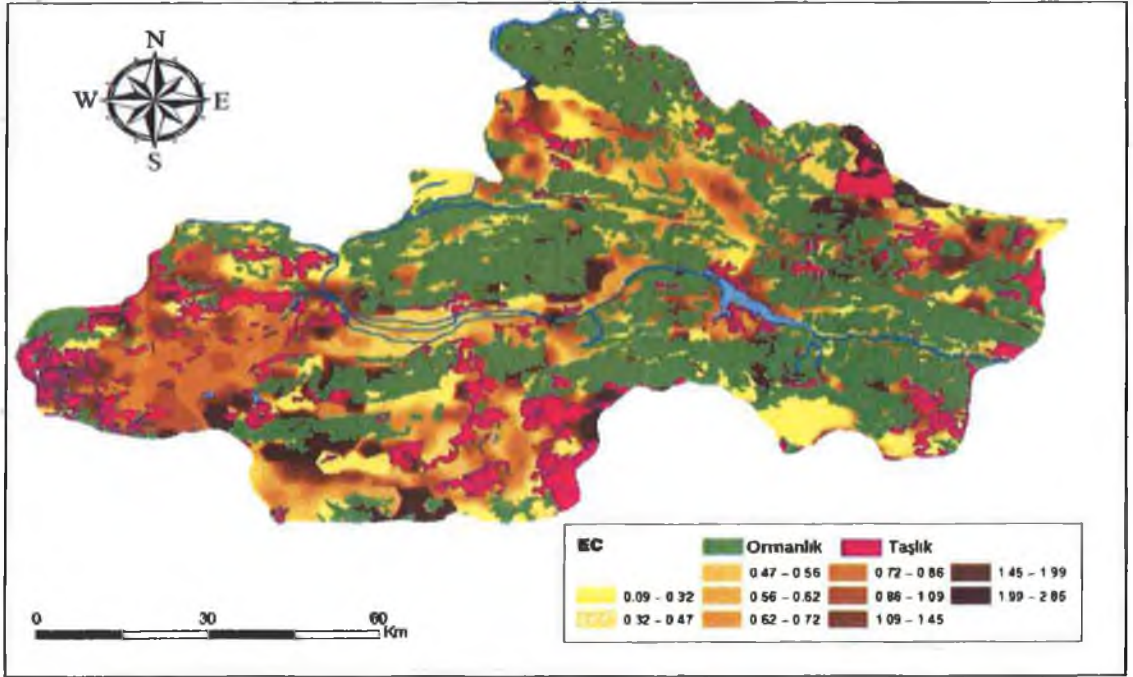 N
W E
S
EC Ormanlık Taşlık
0.47 - 0.56 0.72 - 0.86 1.45 - 1.99
0.09 - 0.32 0.56 - 0.62 0.86 - 1.09 1.99 - 2.85
0.32 - 0.47 0.62 - 0.72 1.09 - 1.45
0 30 60
Km